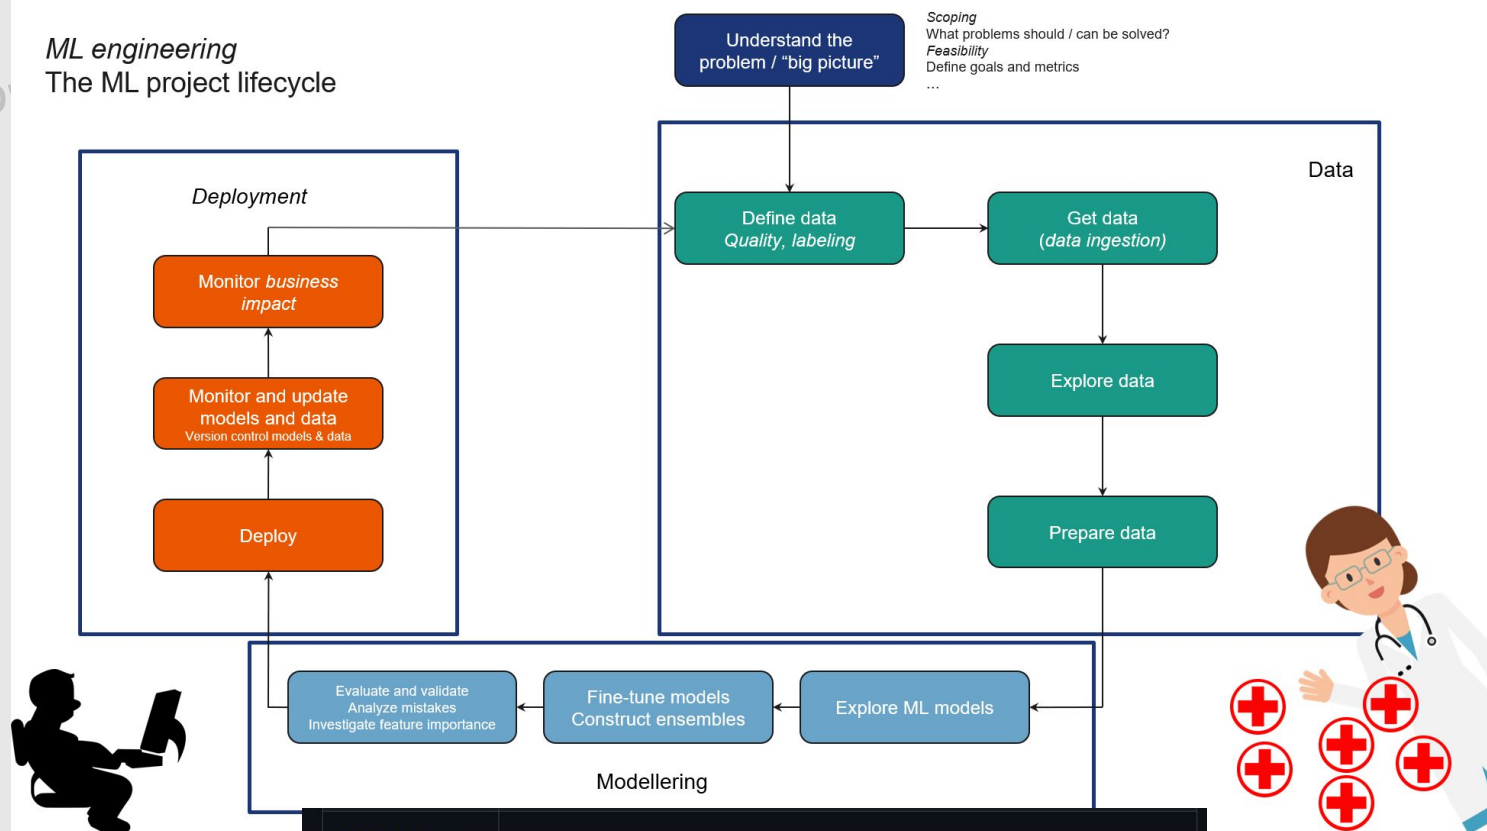 ML engineering
The ML project lifecycle
Understand the
problem / “big picture”
Scoping
What problems should / can be solved?
Feasibility
Define goals and metrics
...
Data
Define data
Quality, labeling
Get data
(data ingestion)
Explore data
Prepare data
Deployment
Monitor business
impact
Monitor and update
models and data
Version control models & data
Deploy
Evaluate and validate
Analyze mistakes
Investigate feature importance
Fine-tune models
Construct ensembles
Explore ML models
Modellering